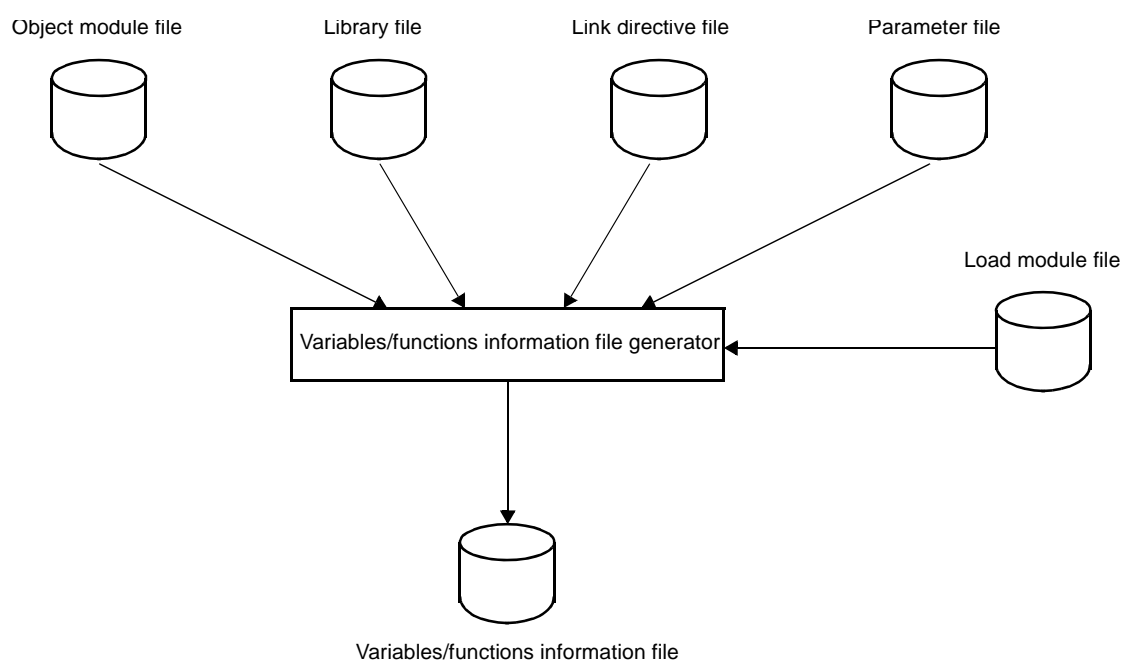 Object module file
Library file
Link directive file
Parameter file
Load module file
Variables/functions information file generator
Variables/functions information file